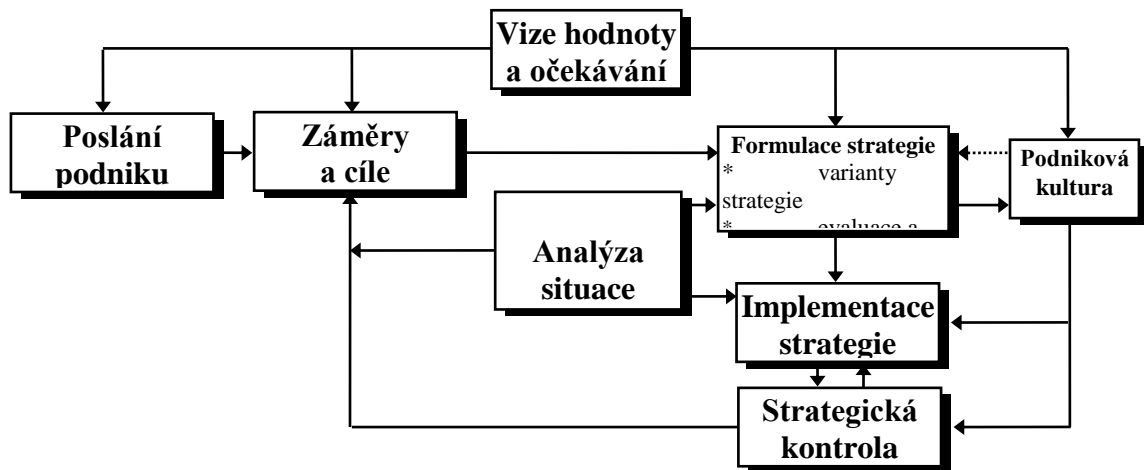 Vize hodnoty
a očekávání
Poslání
podniku
Záměry
a cíle
Formulace strategie
* varianty
strategie
* evaluace a
Podniková
kultura
Analýza
situace
Implementace
strategie
Strategická
kontrola